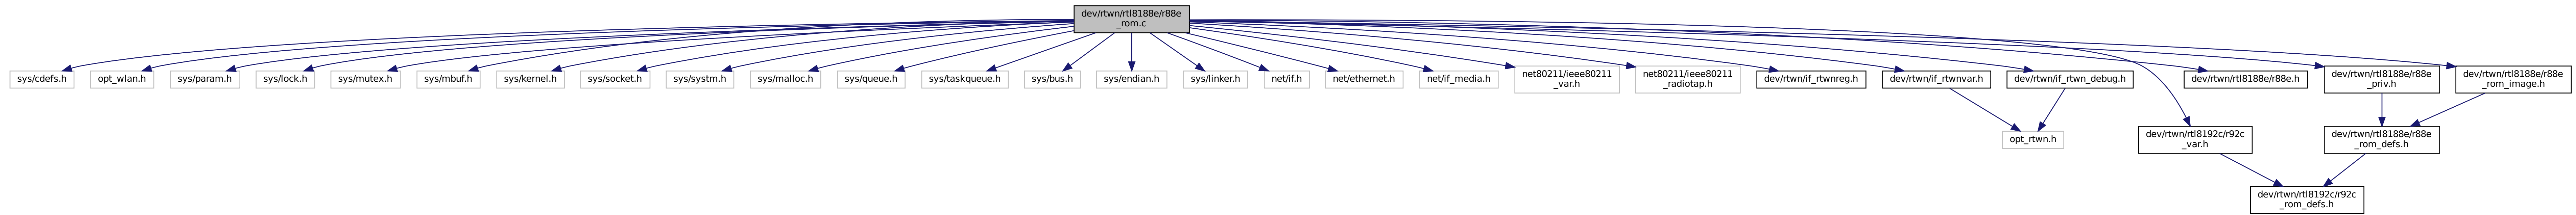 dev/rtwn/rtl8188e/r88e
_rom.c
sys/cdefs.h
opt_wlan.h
sys/param.h
sys/lock.h
sys/mutex.h
sys/mbuf.h
sys/kernel.h
sys/socket.h
sys/systm.h
sys/malloc.h
sys/queue.h
sys/taskqueue.h
sys/bus.h
sys/endian.h
sys/linker.h
net/if.h
net/ethernet.h
net/if_media.h
net80211/ieee80211
_var.h
net80211/ieee80211
_radiotap.h
dev/rtwn/if_rtwnreg.h
dev/rtwn/if_rtwnvar.h
dev/rtwn/if_rtwn_debug.h
dev/rtwn/rtl8188e/r88e.h
dev/rtwn/rtl8188e/r88e
_priv.h
dev/rtwn/rtl8188e/r88e
_rom_image.h
opt_rtwn.h
dev/rtwn/rtl8192c/r92c
_var.h
dev/rtwn/rtl8188e/r88e
_rom_defs.h
dev/rtwn/rtl8192c/r92c
_rom_defs.h